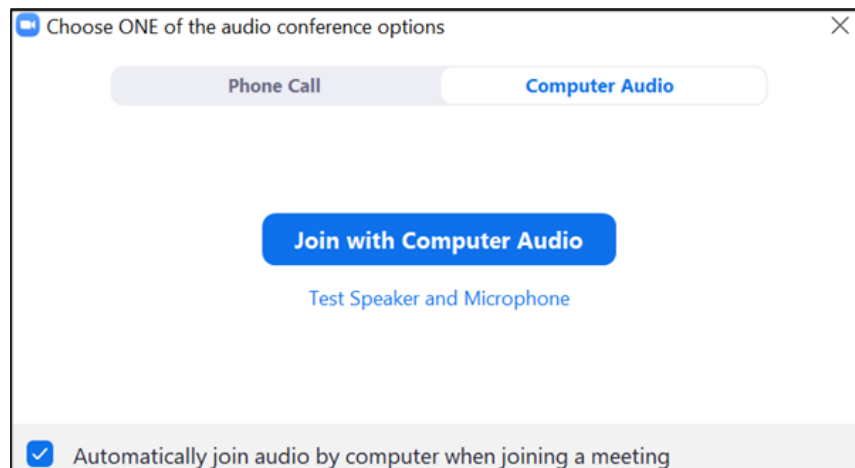 Choose ONE of the audio conference options
Phone Call
Computer Audio
Join with Computer Audio
Test Speaker and Microphone
Automatically join audio by computer when joining a meeting